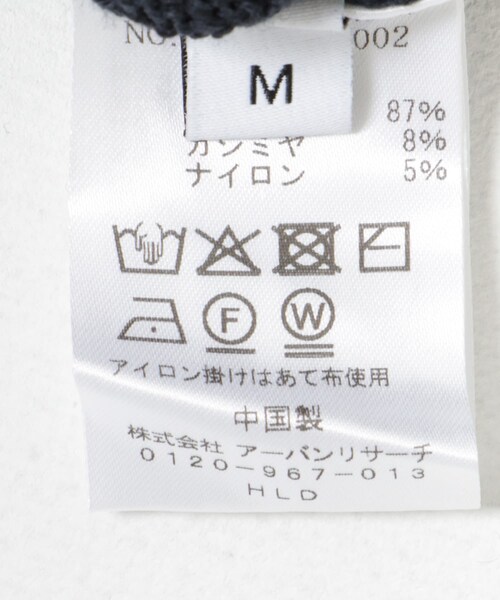 NO. 002
M
87%
カシミヤ 8%
ナイロン 5%
F W
アイロン掛けはあて布使用
中国製
株式会社 アーバンリサーチ
0120-967-013
HLD